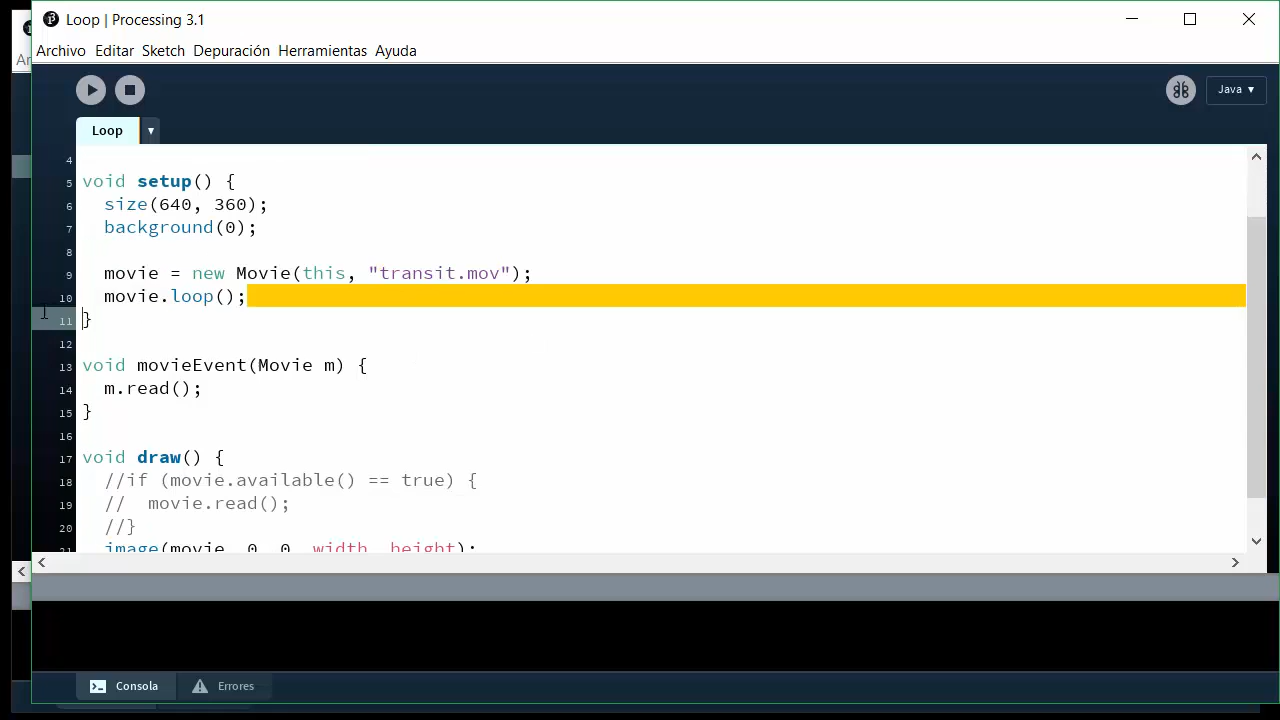 Loop | Processing 3.1
Archivo Editar Sketch Depuración Herramientas Ayuda
Java ▾
Loop ▾
4
5 void setup() {
6 size(640, 360);
7 background(0);
8
9 movie = new Movie(this, "transit.mov");
10 movie.loop();
11 }
12
13 void movieEvent(Movie m) {
14 m.read();
15 }
16
17 void draw() {
18 //if (movie.available() == true) {
19 // movie.read();
20 //}
21 image(movie, 0, 0, width, height);
Consola Errores